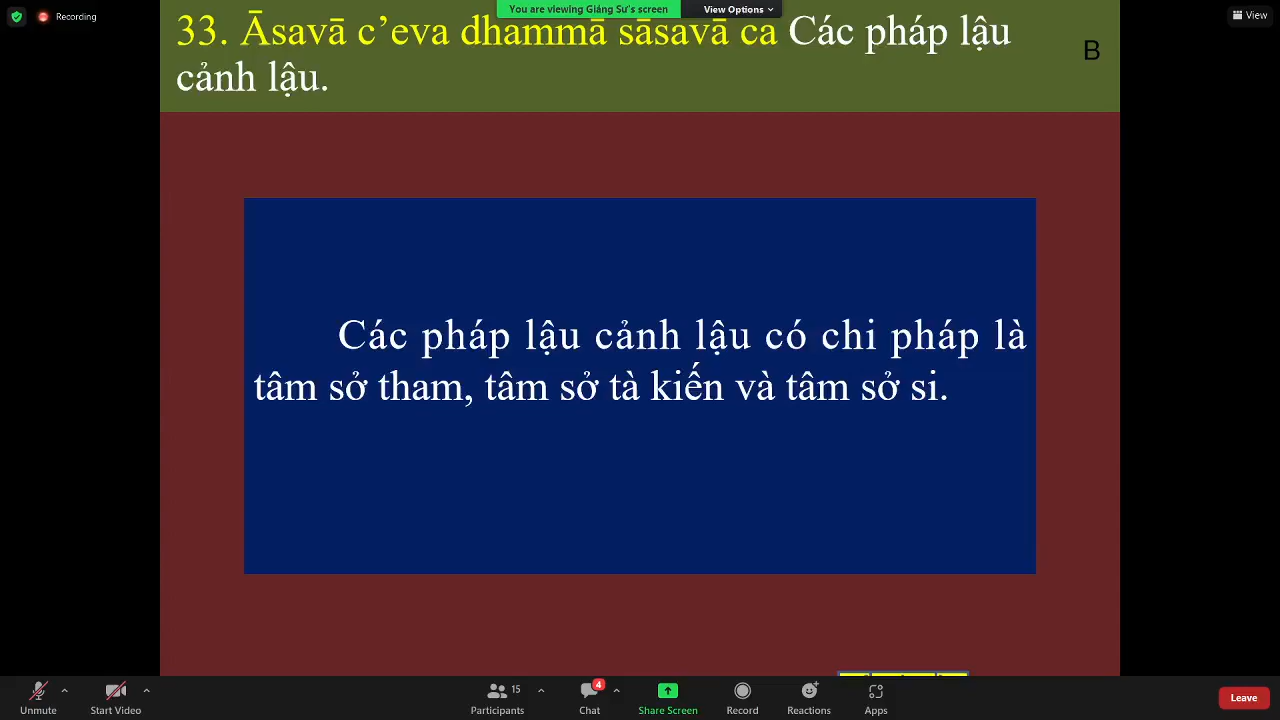 You are viewing Giảng Sư's screen
View Options
Recording
View
33. Āsavā c’eva dhammā sāsavā ca Các pháp lậu
cảnh lậu.
B
Các pháp lậu cảnh lậu có chi pháp là
tâm sở tham, tâm sở tà kiến và tâm sở si.
Unmute
Start Video
Participants
15
Chat
4
Share Screen
Record
Reactions
Apps
Leave